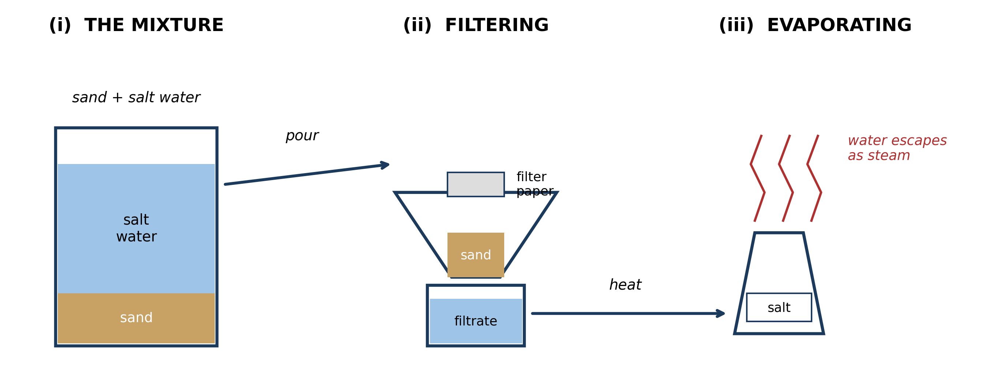 (i)  THE MIXTURE
(ii)  FILTERING
(iii)  EVAPORATING
sand + salt water
salt
water
sand
pour
filter
paper
sand
filtrate
heat
water escapes
as steam
salt